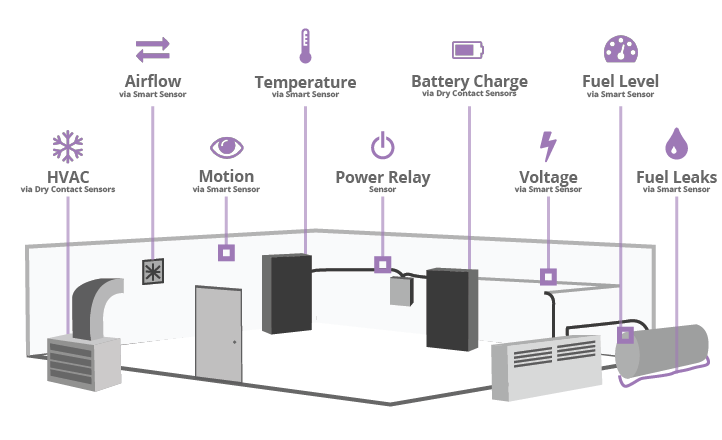 Airflow
via Smart Sensor
Temperature
via Smart Sensor
Battery Charge
via Dry Contact Sensors
Fuel Level
via Smart Sensor
HVAC
via Dry Contact Sensors
Motion
via Smart Sensor
Power Relay
Sensor
Voltage
via Smart Sensor
Fuel Leaks
via Smart Sensor